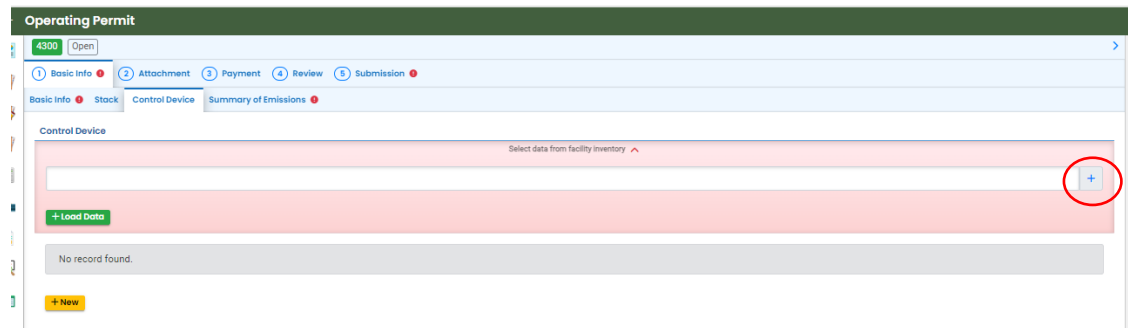 Operating Permit
4300 Open
1 Basic Info 2 Attachment 3 Payment 4 Review 5 Submission
Basic Info Stack Control Device Summary of Emissions
Control Device
Select data from facility inventory
+
+ Load Data
No record found.
+ New